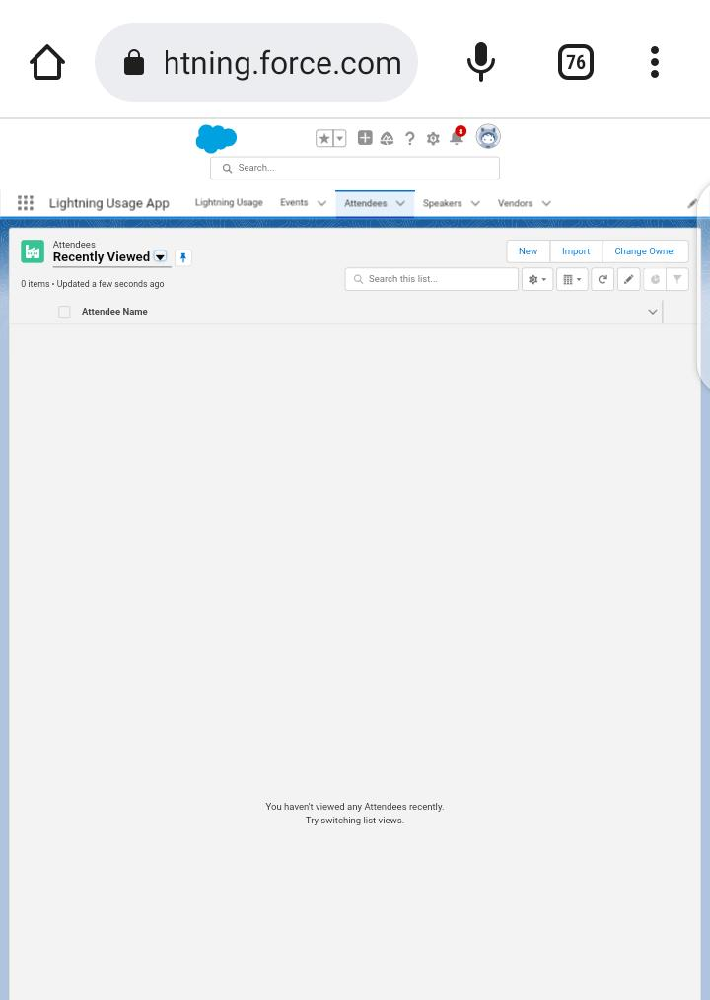 htning.force.com
76
8
Search...
Lightning Usage App
Lightning Usage
Events
Attendees
Speakers
Vendors
Attendees
Recently Viewed
New
Import
Change Owner
0 items • Updated a few seconds ago
Search this list...
Attendee Name
You haven't viewed any Attendees recently.
Try switching list views.